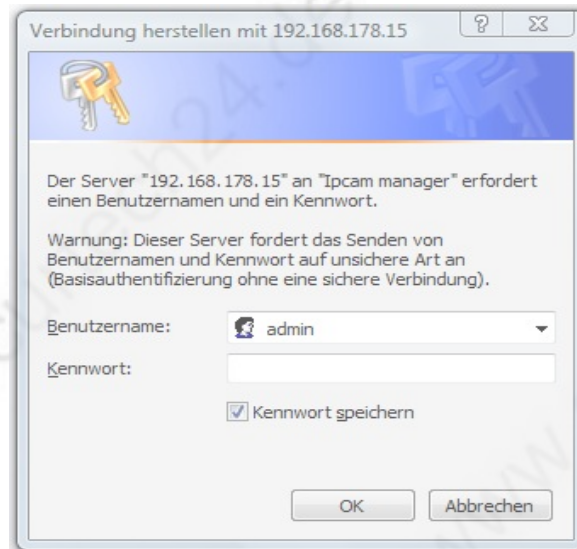 Verbindung herstellen mit 192.168.178.15
Der Server "192.168.178.15" an "Ipcam manager" erfordert
einen Benutzernamen und ein Kennwort.
Warnung: Dieser Server fordert das Senden von
Benutzernamen und Kennwort auf unsichere Art an
(Basisauthentifizierung ohne eine sichere Verbindung).
Benutzername: admin
Kennwort:
Kennwort speichern
OK Abbrechen